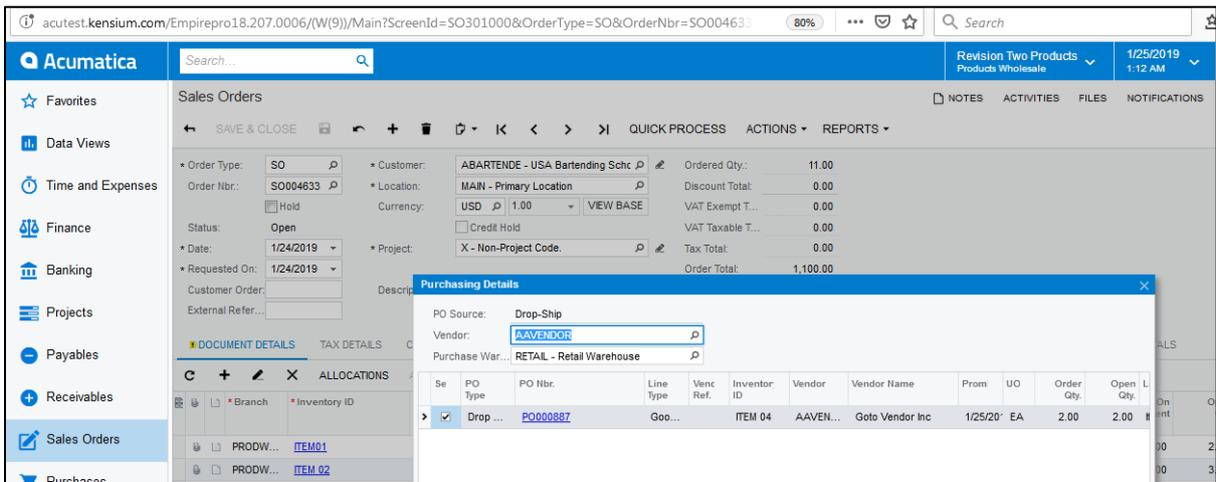 acutest.kensium.com/Empirepro18.207.0006/(W(9))/Main?ScreenId=SO301000&OrderType=SO&OrderNbr=SO004633 80% Search
Acumatica Search... Revision Two Products Products Wholesale 1/25/2019 1:12 AM
Favorites
Data Views
Time and Expenses
Finance
Banking
Projects
Payables
Receivables
Sales Orders
Purchases
Sales Orders NOTES ACTIVITIES FILES NOTIFICATIONS
SAVE & CLOSE QUICK PROCESS ACTIONS REPORTS
* Order Type: SO * Customer: ABARTENDE - USA Bartending Schc Ordered Qty.: 11.00
Order Nbr.: SO004633 * Location: MAIN - Primary Location Discount Total: 0.00
Hold Currency: USD 1.00 VIEW BASE VAT Exempt T... 0.00
Status: Open Credit Hold VAT Taxable T... 0.00
* Date: 1/24/2019 * Project: X - Non-Project Code. Tax Total: 0.00
* Requested On: 1/24/2019 Order Total: 1,100.00
Customer Order: Descrip
External Refer...
Purchasing Details
PO Source: Drop-Ship
Vendor: AAVENDOR
Purchase War... RETAIL - Retail Warehouse
DOCUMENT DETAILS TAX DETAILS C ALS
ALLOCATIONS
* Branch * Inventory ID
Se PO Type PO Nbr. Line Type Venc Ref. Inventor ID Vendor Vendor Name Prom UO Order Qty. Open Qty. L
Drop ... PO000887 Goo... ITEM 04 AAVEN... Goto Vendor Inc 1/25/20 EA 2.00 2.00
PRODW... ITEM01 00 2.
PRODW... ITEM 02 00 3.